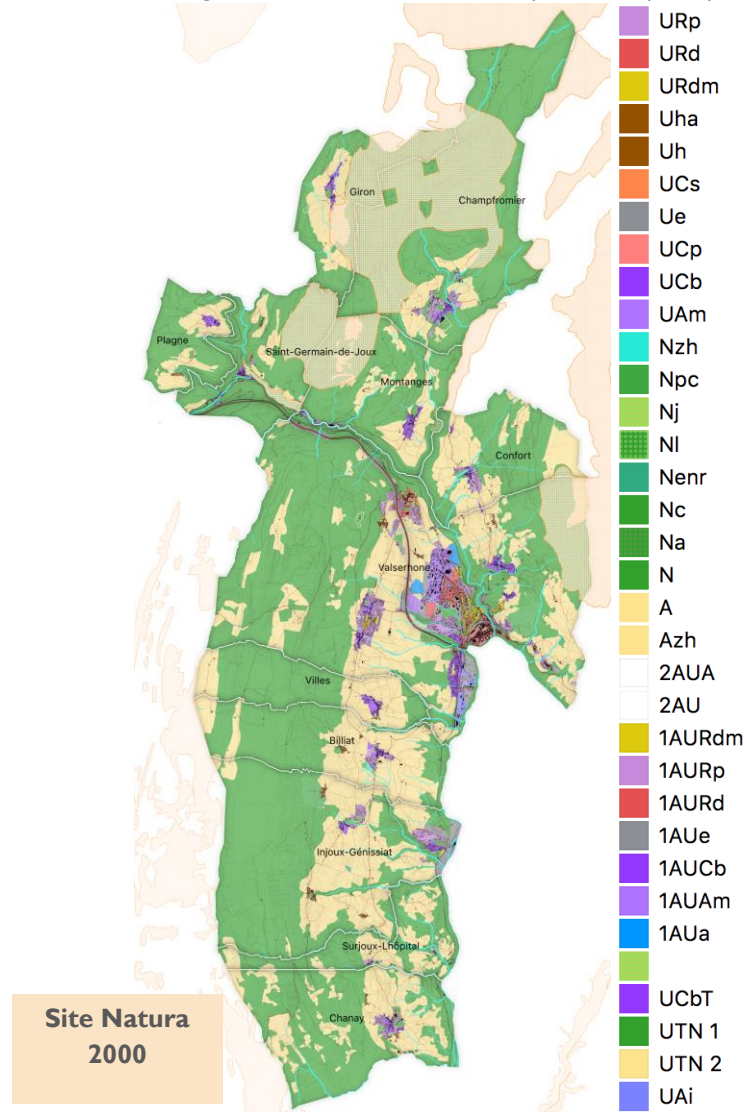 URp
URd
URdm
Uha
Uh
UCs
Ue
UCp
UCb
UAm
Nzh
Npc
Nj
Nl
Nenr
Nc
Na
N
A
Azh
2AUA
2AU
1AURdm
1AURp
1AURd
1AUe
1AUCb
1AUAm
1AUa
UCbT
UTN 1
UTN 2
UAi
Giron
Champfromier
Plagne
Saint-Germain-de-Joux
Montanges
Confort
Valserhone
Villes
Billiat
Injoux-Génissiat
Surjoux-Lhôpital
Chanay
Site Natura
2000